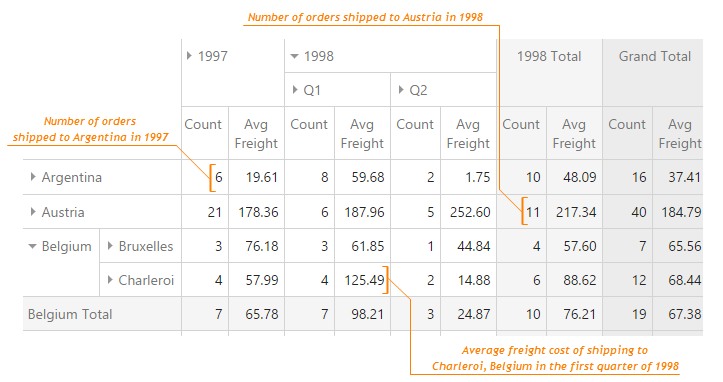 Number of orders shipped to Austria in 1998
1997 1998 1998 Total Grand Total
Q1 Q2
Number of orders
shipped to Argentina in 1997
Count Avg Freight Count Avg Freight Count Avg Freight Count Avg Freight Count Avg Freight
Argentina 6 19.61 8 59.68 2 1.75 10 48.09 16 37.41
Austria 21 178.36 6 187.96 5 252.60 11 217.34 40 184.79
Belgium Bruxelles 3 76.18 3 61.85 1 44.84 4 57.60 7 65.56
Charleroi 4 57.99 4 125.49 2 14.88 6 88.62 12 68.44
Belgium Total 7 65.78 7 98.21 3 24.87 10 76.21 19 67.38
Average freight cost of shipping to
Charleroi, Belgium in the first quarter of 1998